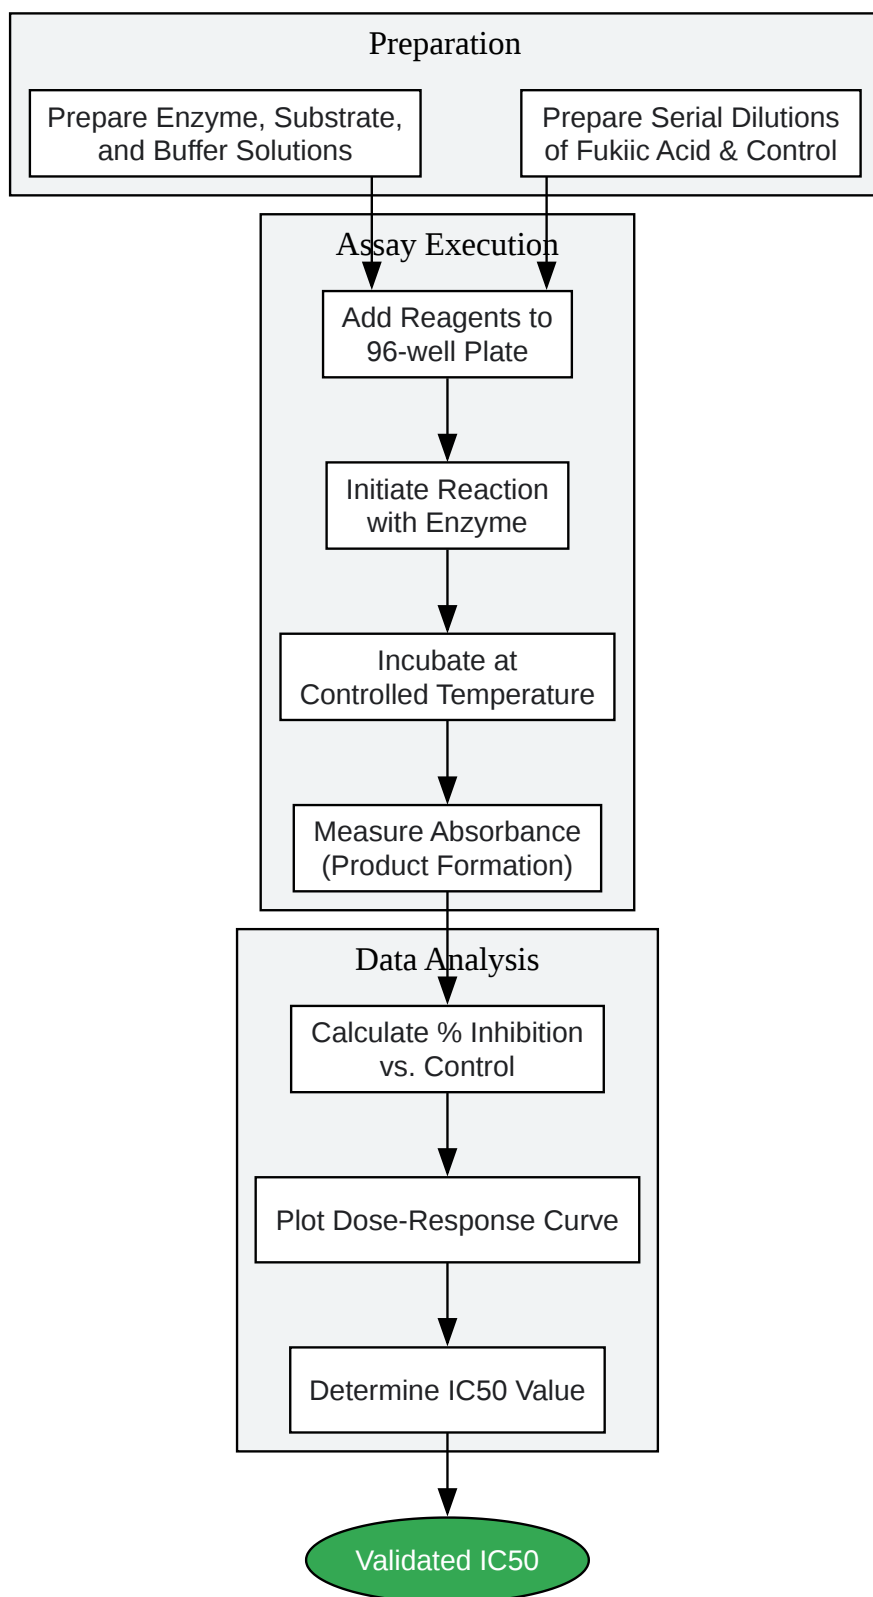 Preparation
Prepare Enzyme, Substrate,
and Buffer Solutions
Prepare Serial Dilutions
of Fukiic Acid & Control
Assay Execution
Add Reagents to
96-well Plate
Initiate Reaction
with Enzyme
Incubate at
Controlled Temperature
Measure Absorbance
(Product Formation)
Data Analysis
Calculate % Inhibition
vs. Control
Plot Dose-Response Curve
Determine IC50 Value
Validated IC50